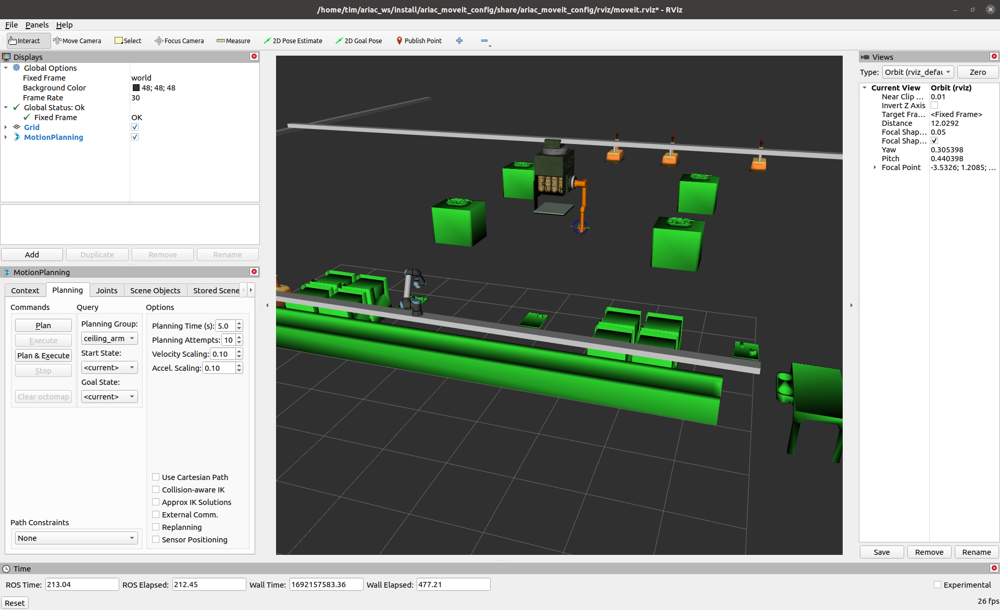 /home/tim/ariac_ws/install/ariac_moveit_config/share/ariac_moveit_config/rviz/moveit.rviz* - RViz
File Panels Help
Interact Move Camera Select Focus Camera Measure 2D Pose Estimate 2D Goal Pose Publish Point
Displays
Global Options
Fixed Frame world
Background Color 48; 48; 48
Frame Rate 30
Global Status: Ok
Fixed Frame OK
Grid
MotionPlanning
Add Duplicate Remove Rename
MotionPlanning
Context Planning Joints Scene Objects Stored Scene
Commands Query Options
Plan
Execute
Plan & Execute
Stop
Clear octomap
Planning Group:
ceiling_arm
Start State:
<current>
Goal State:
<current>
Planning Time (s): 5.0
Planning Attempts: 10
Velocity Scaling: 0.10
Accel. Scaling: 0.10
Use Cartesian Path
Collision-aware IK
Approx IK Solutions
External Comm.
Replanning
Sensor Positioning
Path Constraints
None
Views
Type: Orbit (rviz_defau Zero
Current View Orbit (rviz)
Near Clip ... 0.01
Invert Z Axis
Target Fra... <Fixed Frame>
Distance 12.0292
Focal Shap... 0.05
Focal Shap...
Yaw 0.305398
Pitch 0.440398
Focal Point -3.5326; 1.2085; ...
Save Remove Rename
Time
ROS Time: 213.04 ROS Elapsed: 212.45 Wall Time: 1692157583.36 Wall Elapsed: 477.21 Experimental
Reset 26 fps